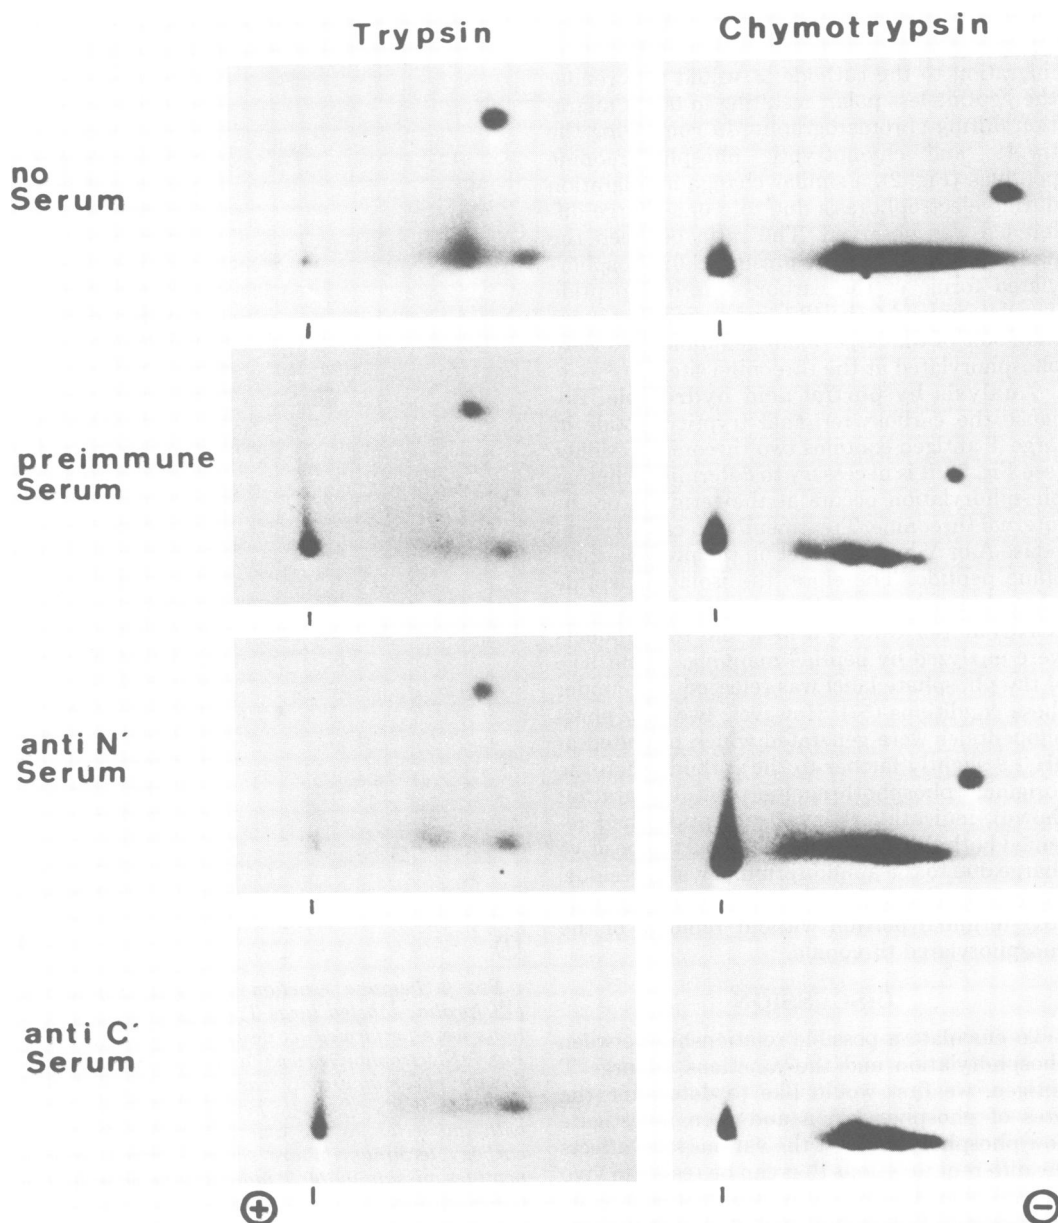 Trypsin
Chymotrypsin
no
Serum
preimmune
Serum
anti N´
Serum
anti C´
Serum
+
−